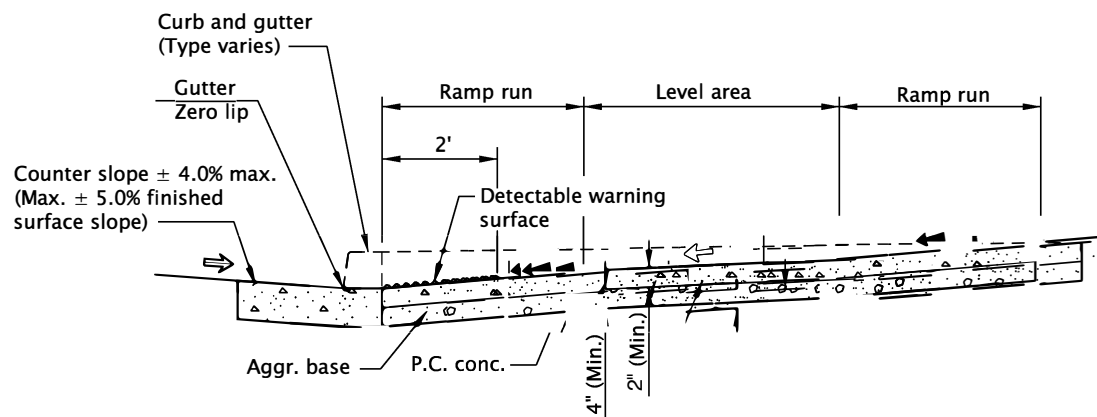 Curb and gutter
(Type varies)
Gutter
Zero lip
Ramp run
Level area
Ramp run
2'
Counter slope ± 4.0% max.
(Max. ± 5.0% finished
surface slope)
Detectable warning
surface
Aggr. base
P.C. conc.
4" (Min.)
2" (Min.)